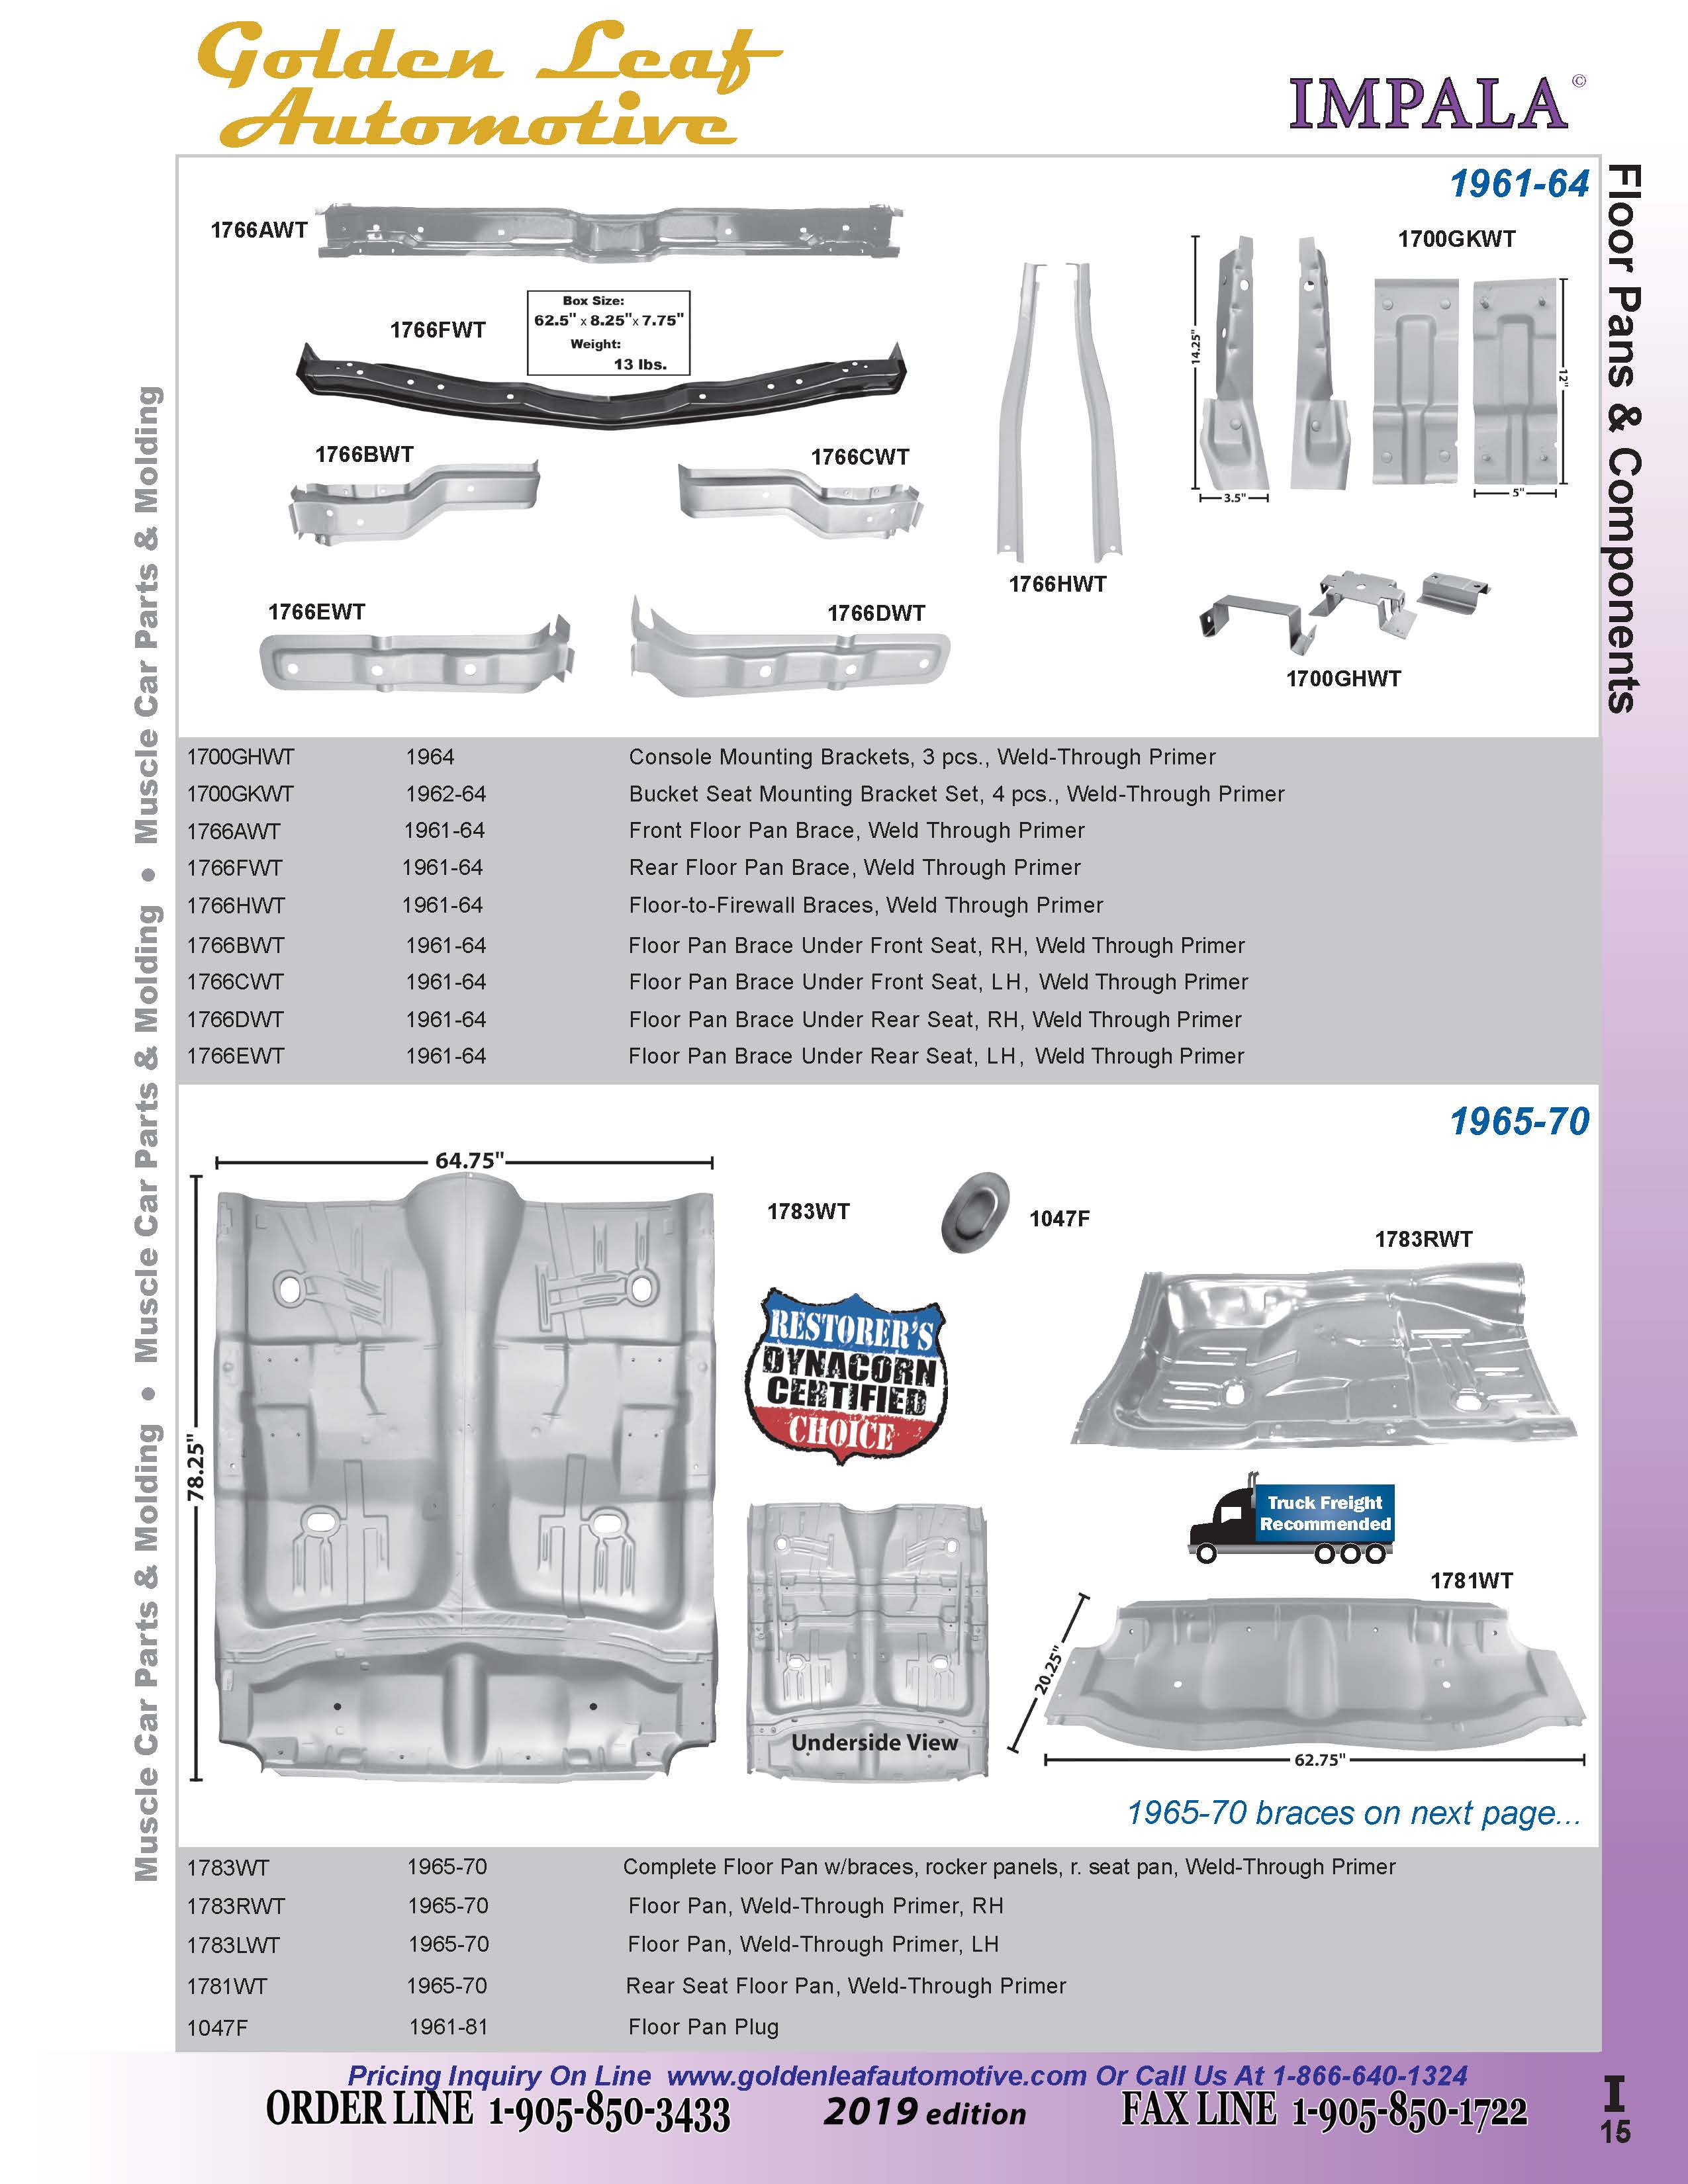 Golden Leaf
Automotive
IMPALA©
Floor Pans & Components
Muscle Car Parts & Molding • Muscle Car Parts & Molding • Muscle Car Parts & Molding
1961-64
1766AWT
1700GKWT
Box Size:
62.5" x 8.25"x 7.75"
Weight:
13 lbs.
1766FWT
14.25"
12"
1766BWT
1766CWT
3.5"
5"
1766HWT
1766EWT
1766DWT
1700GHWT
1700GHWT 1964 Console Mounting Brackets, 3 pcs., Weld-Through Primer
1700GKWT 1962-64 Bucket Seat Mounting Bracket Set, 4 pcs., Weld-Through Primer
1766AWT 1961-64 Front Floor Pan Brace, Weld Through Primer
1766FWT 1961-64 Rear Floor Pan Brace, Weld Through Primer
1766HWT 1961-64 Floor-to-Firewall Braces, Weld Through Primer
1766BWT 1961-64 Floor Pan Brace Under Front Seat, RH, Weld Through Primer
1766CWT 1961-64 Floor Pan Brace Under Front Seat, LH, Weld Through Primer
1766DWT 1961-64 Floor Pan Brace Under Rear Seat, RH, Weld Through Primer
1766EWT 1961-64 Floor Pan Brace Under Rear Seat, LH, Weld Through Primer
1965-70
64.75"
78.25"
1783WT
1047F
1783RWT
RESTORER'S
DYNACORN
CERTIFIED
CHOICE
Truck Freight
Recommended
1781WT
20.25"
Underside View
62.75"
1965-70 braces on next page...
1783WT 1965-70 Complete Floor Pan w/braces, rocker panels, r. seat pan, Weld-Through Primer
1783RWT 1965-70 Floor Pan, Weld-Through Primer, RH
1783LWT 1965-70 Floor Pan, Weld-Through Primer, LH
1781WT 1965-70 Rear Seat Floor Pan, Weld-Through Primer
1047F 1961-81 Floor Pan Plug
Pricing Inquiry On Line www.goldenleafautomotive.com Or Call Us At 1-866-640-1324
ORDER LINE 1-905-850-3433 2019 edition FAX LINE 1-905-850-1722
I
15